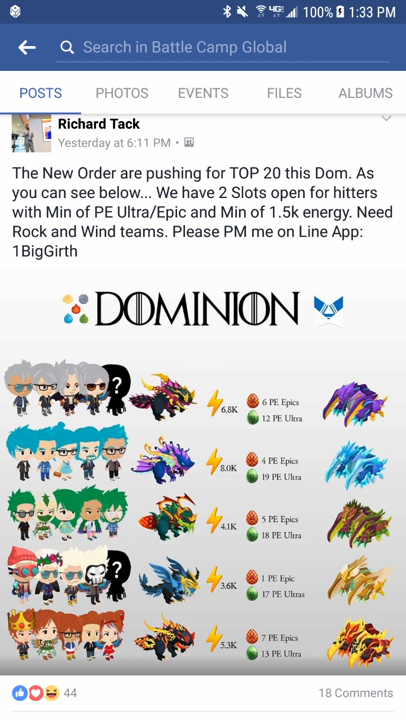 100% 1:33 PM
Search in Battle Camp Global
POSTS PHOTOS EVENTS FILES ALBUMS
Richard Tack
Yesterday at 6:11 PM •
The New Order are pushing for TOP 20 this Dom. As
you can see below... We have 2 Slots open for hitters
with Min of PE Ultra/Epic and Min of 1.5k energy. Need
Rock and Wind teams. Please PM me on Line App:
1BigGirth
DOMINION
?
6.8K
6 PE Epics
12 PE Ultra
8.0K
4 PE Epics
19 PE Ultra
4.1K
5 PE Epics
18 PE Ultra
?
3.6K
1 PE Epic
17 PE Ultras
5.3K
7 PE Epics
13 PE Ultra
44 18 Comments